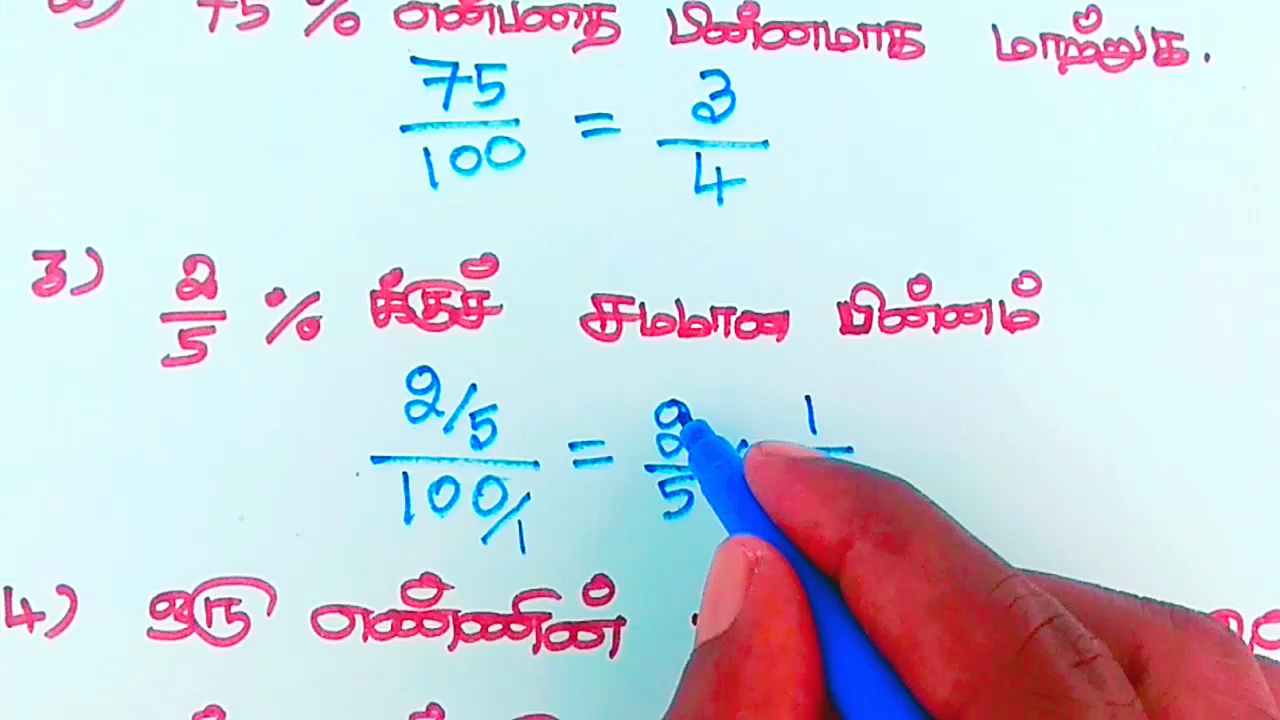 75 % என்பதை பின்னமாக மாற்றுக.
75/100 = 3/4
3) 2/5 % க்குச் சமமான பின்னம்
2/5 / 100/1 = 2/5 1
4) ஒரு எண்ணின்